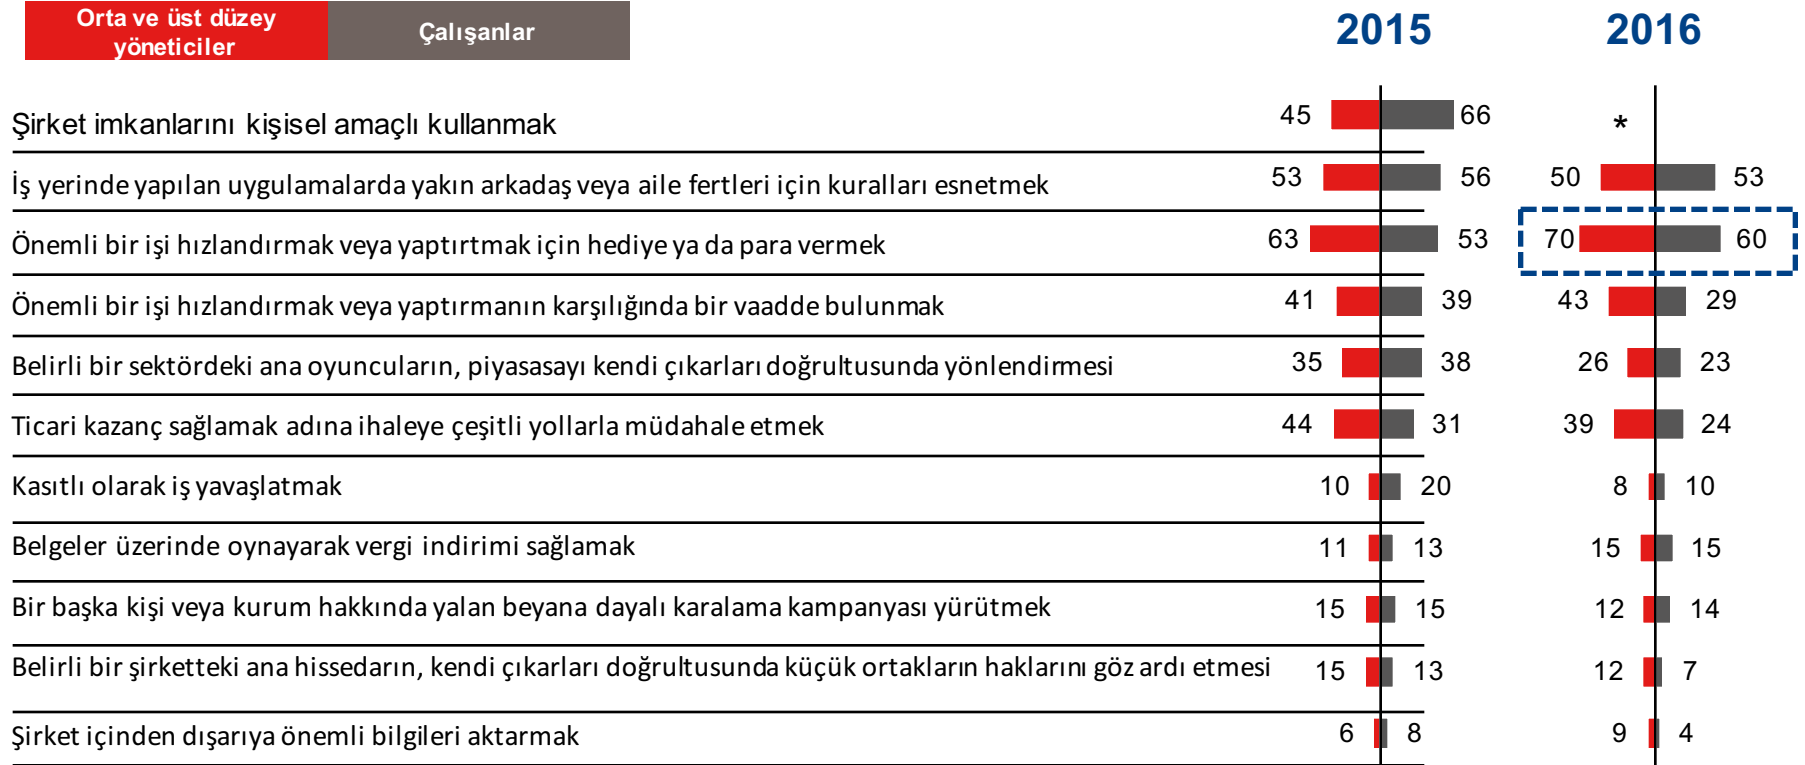 Orta ve üst düzey
yöneticiler
Çalışanlar
2015 2016
Şirket imkanlarını kişisel amaçlı kullanmak 45 66 *
İş yerinde yapılan uygulamalarda yakın arkadaş veya aile fertleri için kuralları esnetmek 53 56 50 53
Önemli bir işi hızlandırmak veya yaptırtmak için hediye ya da para vermek 63 53 70 60
Önemli bir işi hızlandırmak veya yaptırmanın karşılığında bir vaadde bulunmak 41 39 43 29
Belirli bir sektördeki ana oyuncuların, piyasasayı kendi çıkarları doğrultusunda yönlendirmesi 35 38 26 23
Ticari kazanç sağlamak adına ihaleye çeşitli yollarla müdahale etmek 44 31 39 24
Kasıtlı olarak iş yavaşlatmak 10 20 8 10
Belgeler üzerinde oynayarak vergi indirimi sağlamak 11 13 15 15
Bir başka kişi veya kurum hakkında yalan beyana dayalı karalama kampanyası yürütmek 15 15 12 14
Belirli bir şirketteki ana hissedarın, kendi çıkarları doğrultusunda küçük ortakların haklarını göz ardı etmesi 15 13 12 7
Şirket içinden dışarıya önemli bilgileri aktarmak 6 8 9 4